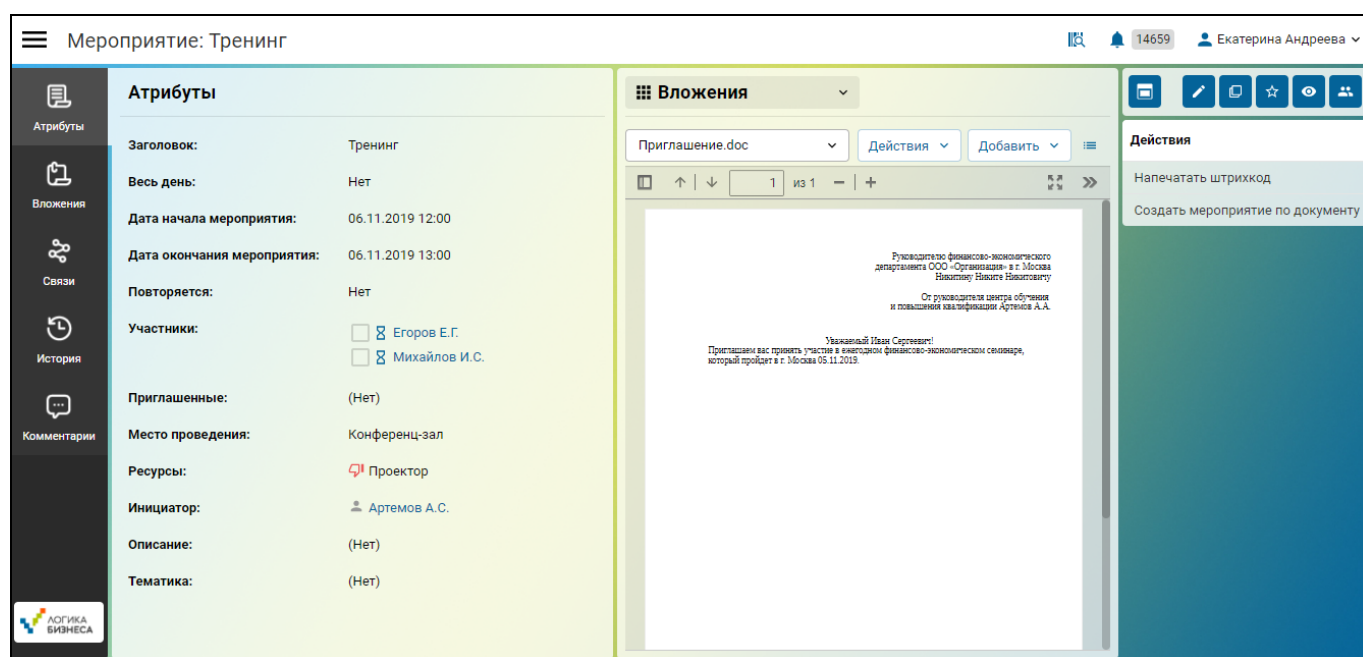 Мероприятие: Тренинг
14659
Екатерина Андреева
Атрибуты
Вложения
Связи
История
Комментарии
ЛОГИКА
БИЗНЕСА
Атрибуты
Заголовок: Тренинг
Весь день: Нет
Дата начала мероприятия: 06.11.2019 12:00
Дата окончания мероприятия: 06.11.2019 13:00
Повторяется: Нет
Участники: Егоров Е.Г.
Михайлов И.С.
Приглашенные: (Нет)
Место проведения: Конференц-зал
Ресурсы: Проектор
Инициатор: Артемов А.С.
Описание: (Нет)
Тематика: (Нет)
Вложения
Приглашение.doc Действия Добавить
1 из 1
Руководителю финансово-экономического
департамента ООО «Организация» в г. Москва
Никитину Никите Никитовичу
От руководителя центра обучения
и повышения квалификации Артемов А.А.
Уважаемый Иван Сергеевич!
Приглашаем вас принять участие в ежегодном финансово-экономическом семинаре,
который пройдет в г. Москва 05.11.2019.
Действия
Напечатать штрихкод
Создать мероприятие по документу